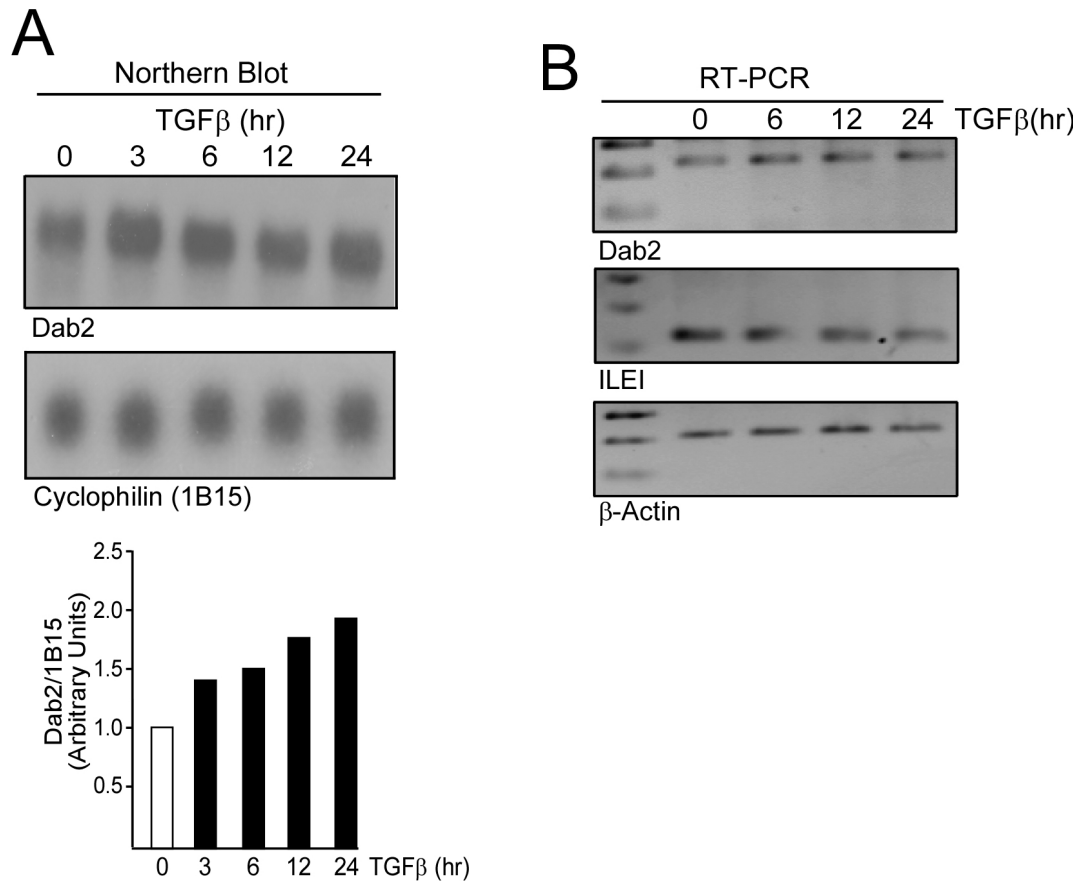 A
Northern Blot
TGFβ (hr)
0 3 6 12 24
Dab2
Cyclophilin (1B15)
2.5
2.0
1.5
1.0
0.5
Dab2/1B15
(Arbitrary Units)
0 3 6 12 24 TGFβ (hr)
B
RT-PCR
0 6 12 24 TGFβ(hr)
Dab2
ILEI
β-Actin